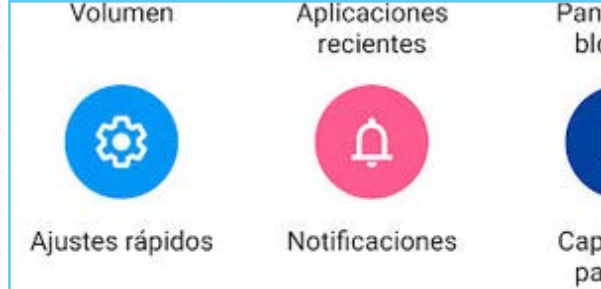 Volumen
Aplicaciones
recientes
Ajustes rápidos
Notificaciones